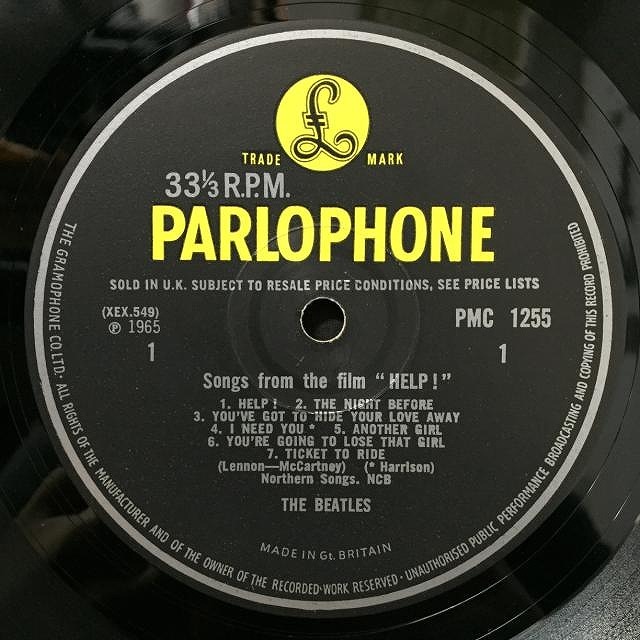 £
TRADE MARK
33⅓ R.P.M.
PARLOPHONE
SOLD IN U.K. SUBJECT TO RESALE PRICE CONDITIONS, SEE PRICE LISTS
(XEX.549)
℗ 1965
1
PMC 1255
1
Songs from the film "HELP!"
1. HELP! 2. THE NIGHT BEFORE
3. YOU'VE GOT TO HIDE YOUR LOVE AWAY
4. I NEED YOU * 5. ANOTHER GIRL
6. YOU'RE GOING TO LOSE THAT GIRL
7. TICKET TO RIDE
(Lennon—McCartney) (* Harrison)
Northern Songs. NCB
THE BEATLES
MADE IN Gt. BRITAIN
THE GRAMOPHONE CO. LTD. · ALL RIGHTS OF THE MANUFACTURER AND OF THE OWNER OF THE RECORDED WORK RESERVED · UNAUTHORISED PUBLIC PERFORMANCE BROADCASTING AND COPYING OF THIS RECORD PROHIBITED